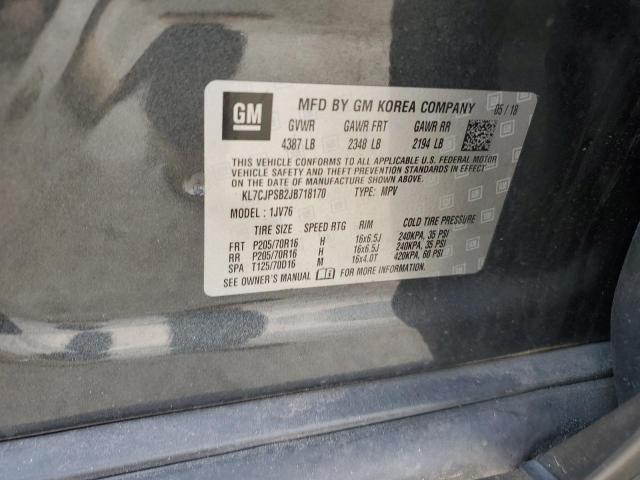 GM MFD BY GM KOREA COMPANY 05/18
GVWR GAWR FRT GAWR RR
4387 LB 2348 LB 2194 LB
THIS VEHICLE CONFORMS TO ALL APPLICABLE U.S. FEDERAL MOTOR
VEHICLE SAFETY AND THEFT PREVENTION STANDARDS IN EFFECT
ON THE DATE OF MANUFACTURE SHOWN ABOVE.
KL7CJPSB2JB718170 TYPE: MPV
MODEL: 1JV76
TIRE SIZE SPEED RTG RIM COLD TIRE PRESSURE
FRT P205/70R16 H 16x6.5J 240KPA, 35 PSI
RR P205/70R16 H 16x6.5J 240KPA, 35 PSI
SPA T125/70D16 M 16x4.0T 420KPA, 60 PSI
SEE OWNER'S MANUAL i FOR MORE INFORMATION.